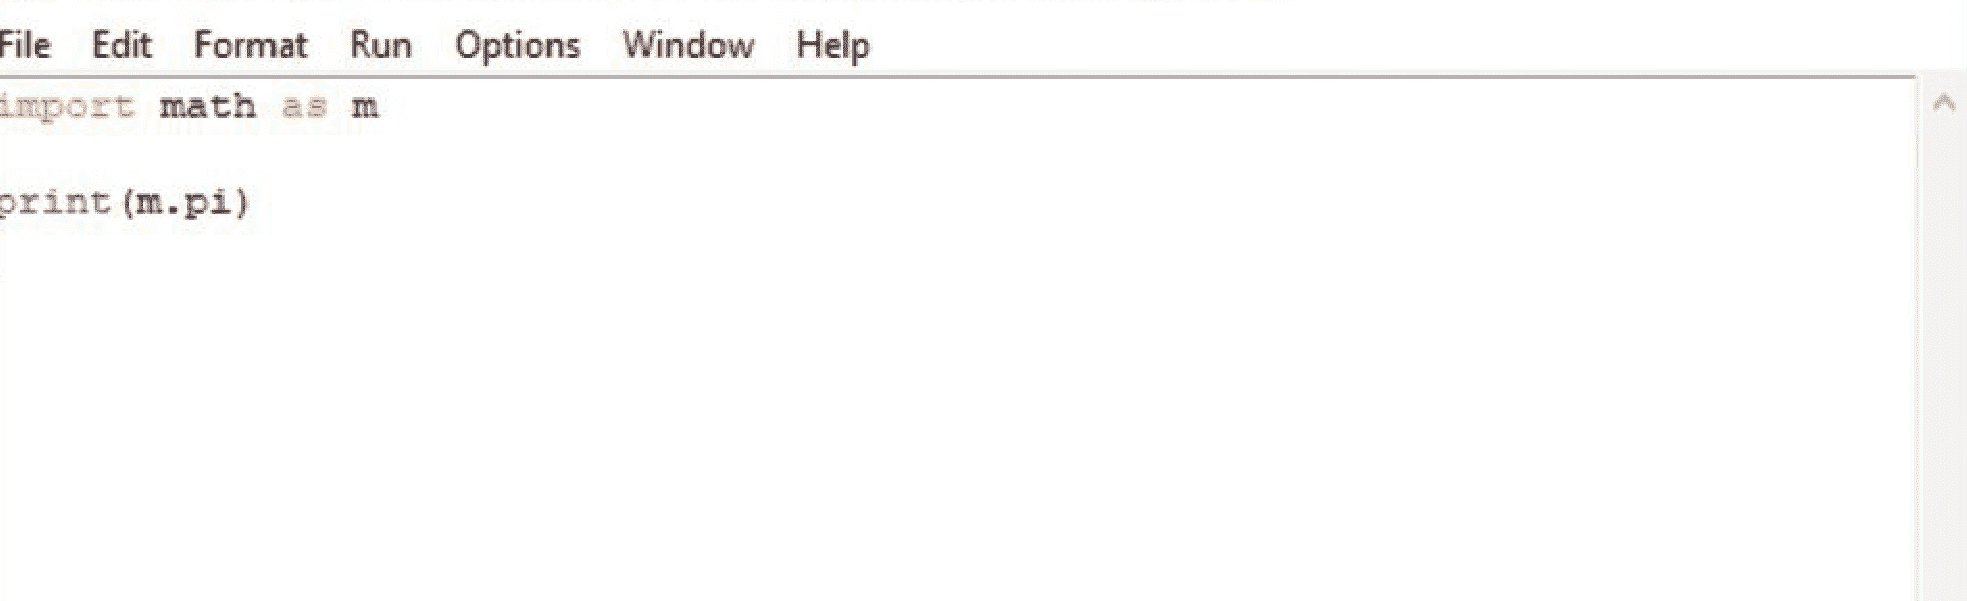 File Edit Format Run Options Window Help
import math as m
print(m.pi)